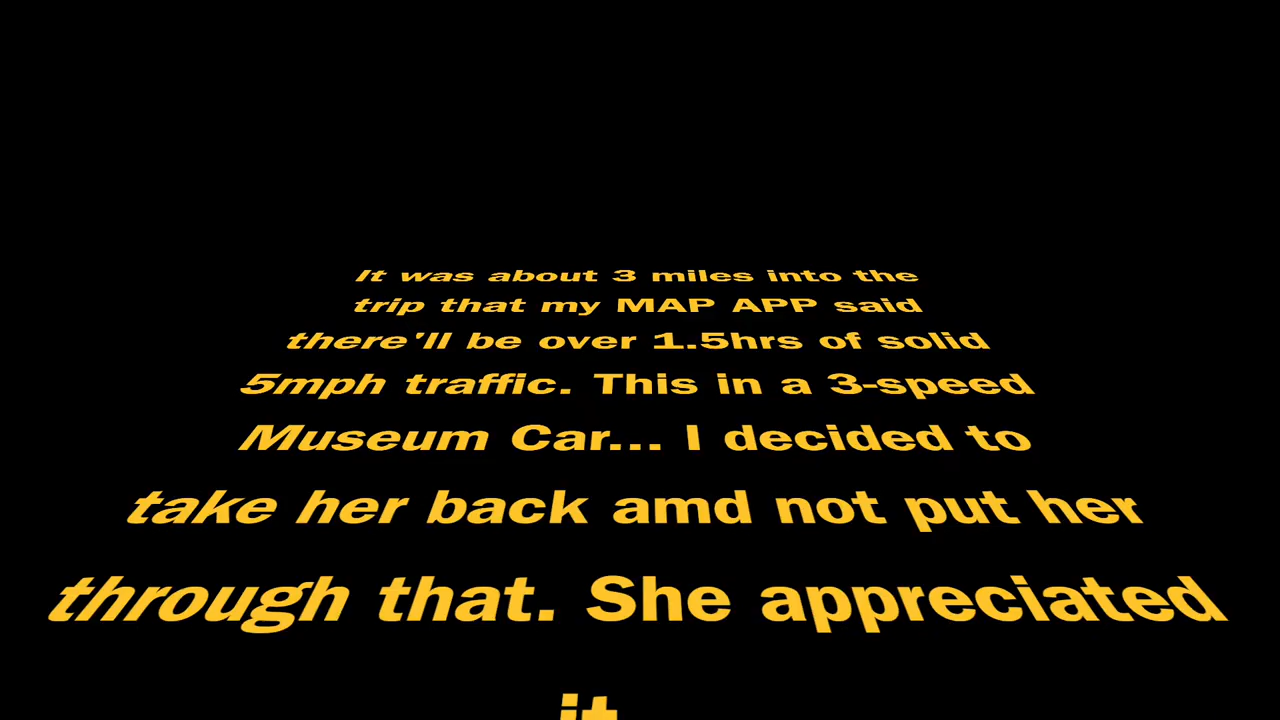 It was about 3 miles into the
trip that my MAP APP said
there'll be over 1.5hrs of solid
5mph traffic. This in a 3-speed
Museum Car... I decided to
take her back amd not put her
through that. She appreciated
it